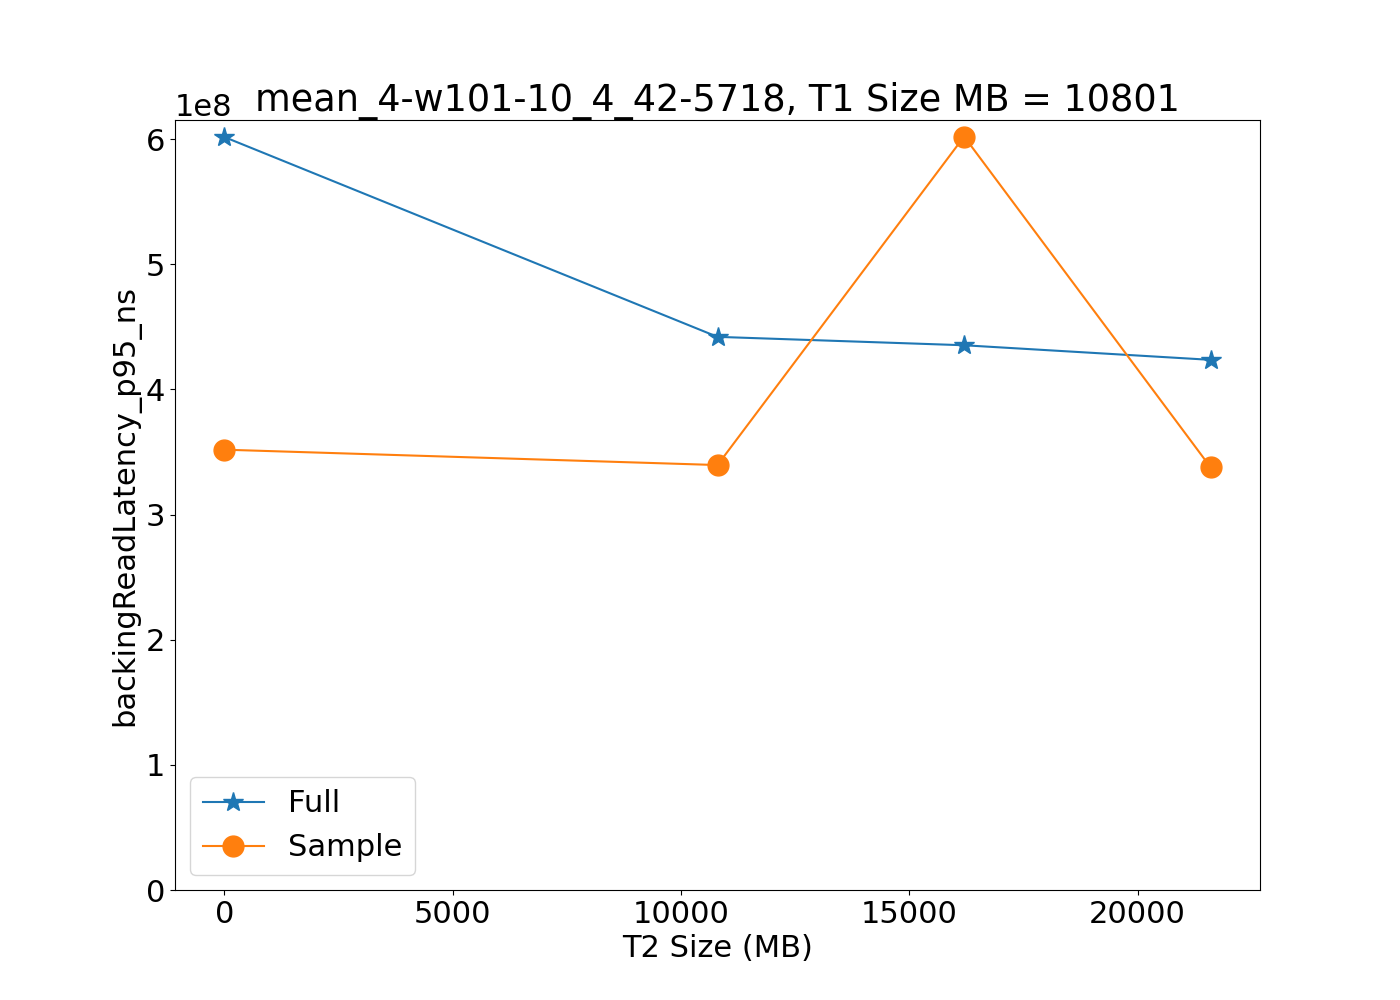 1e8
mean_4-w101-10_4_42-5718, T1 Size MB = 10801
backingReadLatency_p95_ns
6
5
4
3
2
1
0
Full
Sample
0 5000 10000 15000 20000
T2 Size (MB)